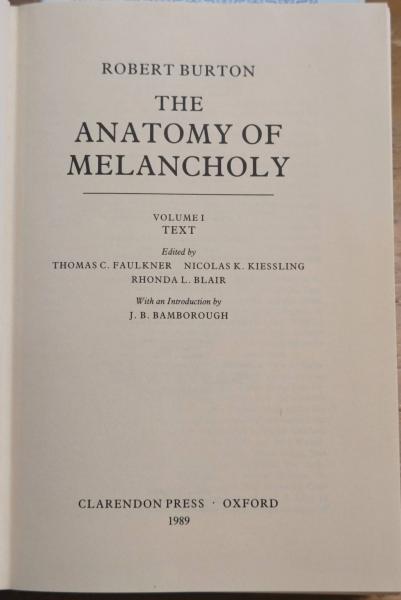 ROBERT BURTON
THE
ANATOMY OF
MELANCHOLY
VOLUME I
TEXT
Edited by
THOMAS C. FAULKNER NICOLAS K. KIESSLING
RHONDA L. BLAIR
With an Introduction by
J. B. BAMBOROUGH
CLARENDON PRESS · OXFORD
1989